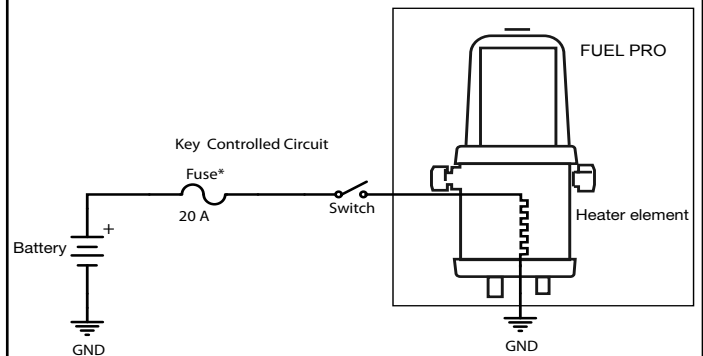 FUEL PRO
Key Controlled Circuit
Fuse*
20 A
Switch
Heater element
+
Battery
GND
GND